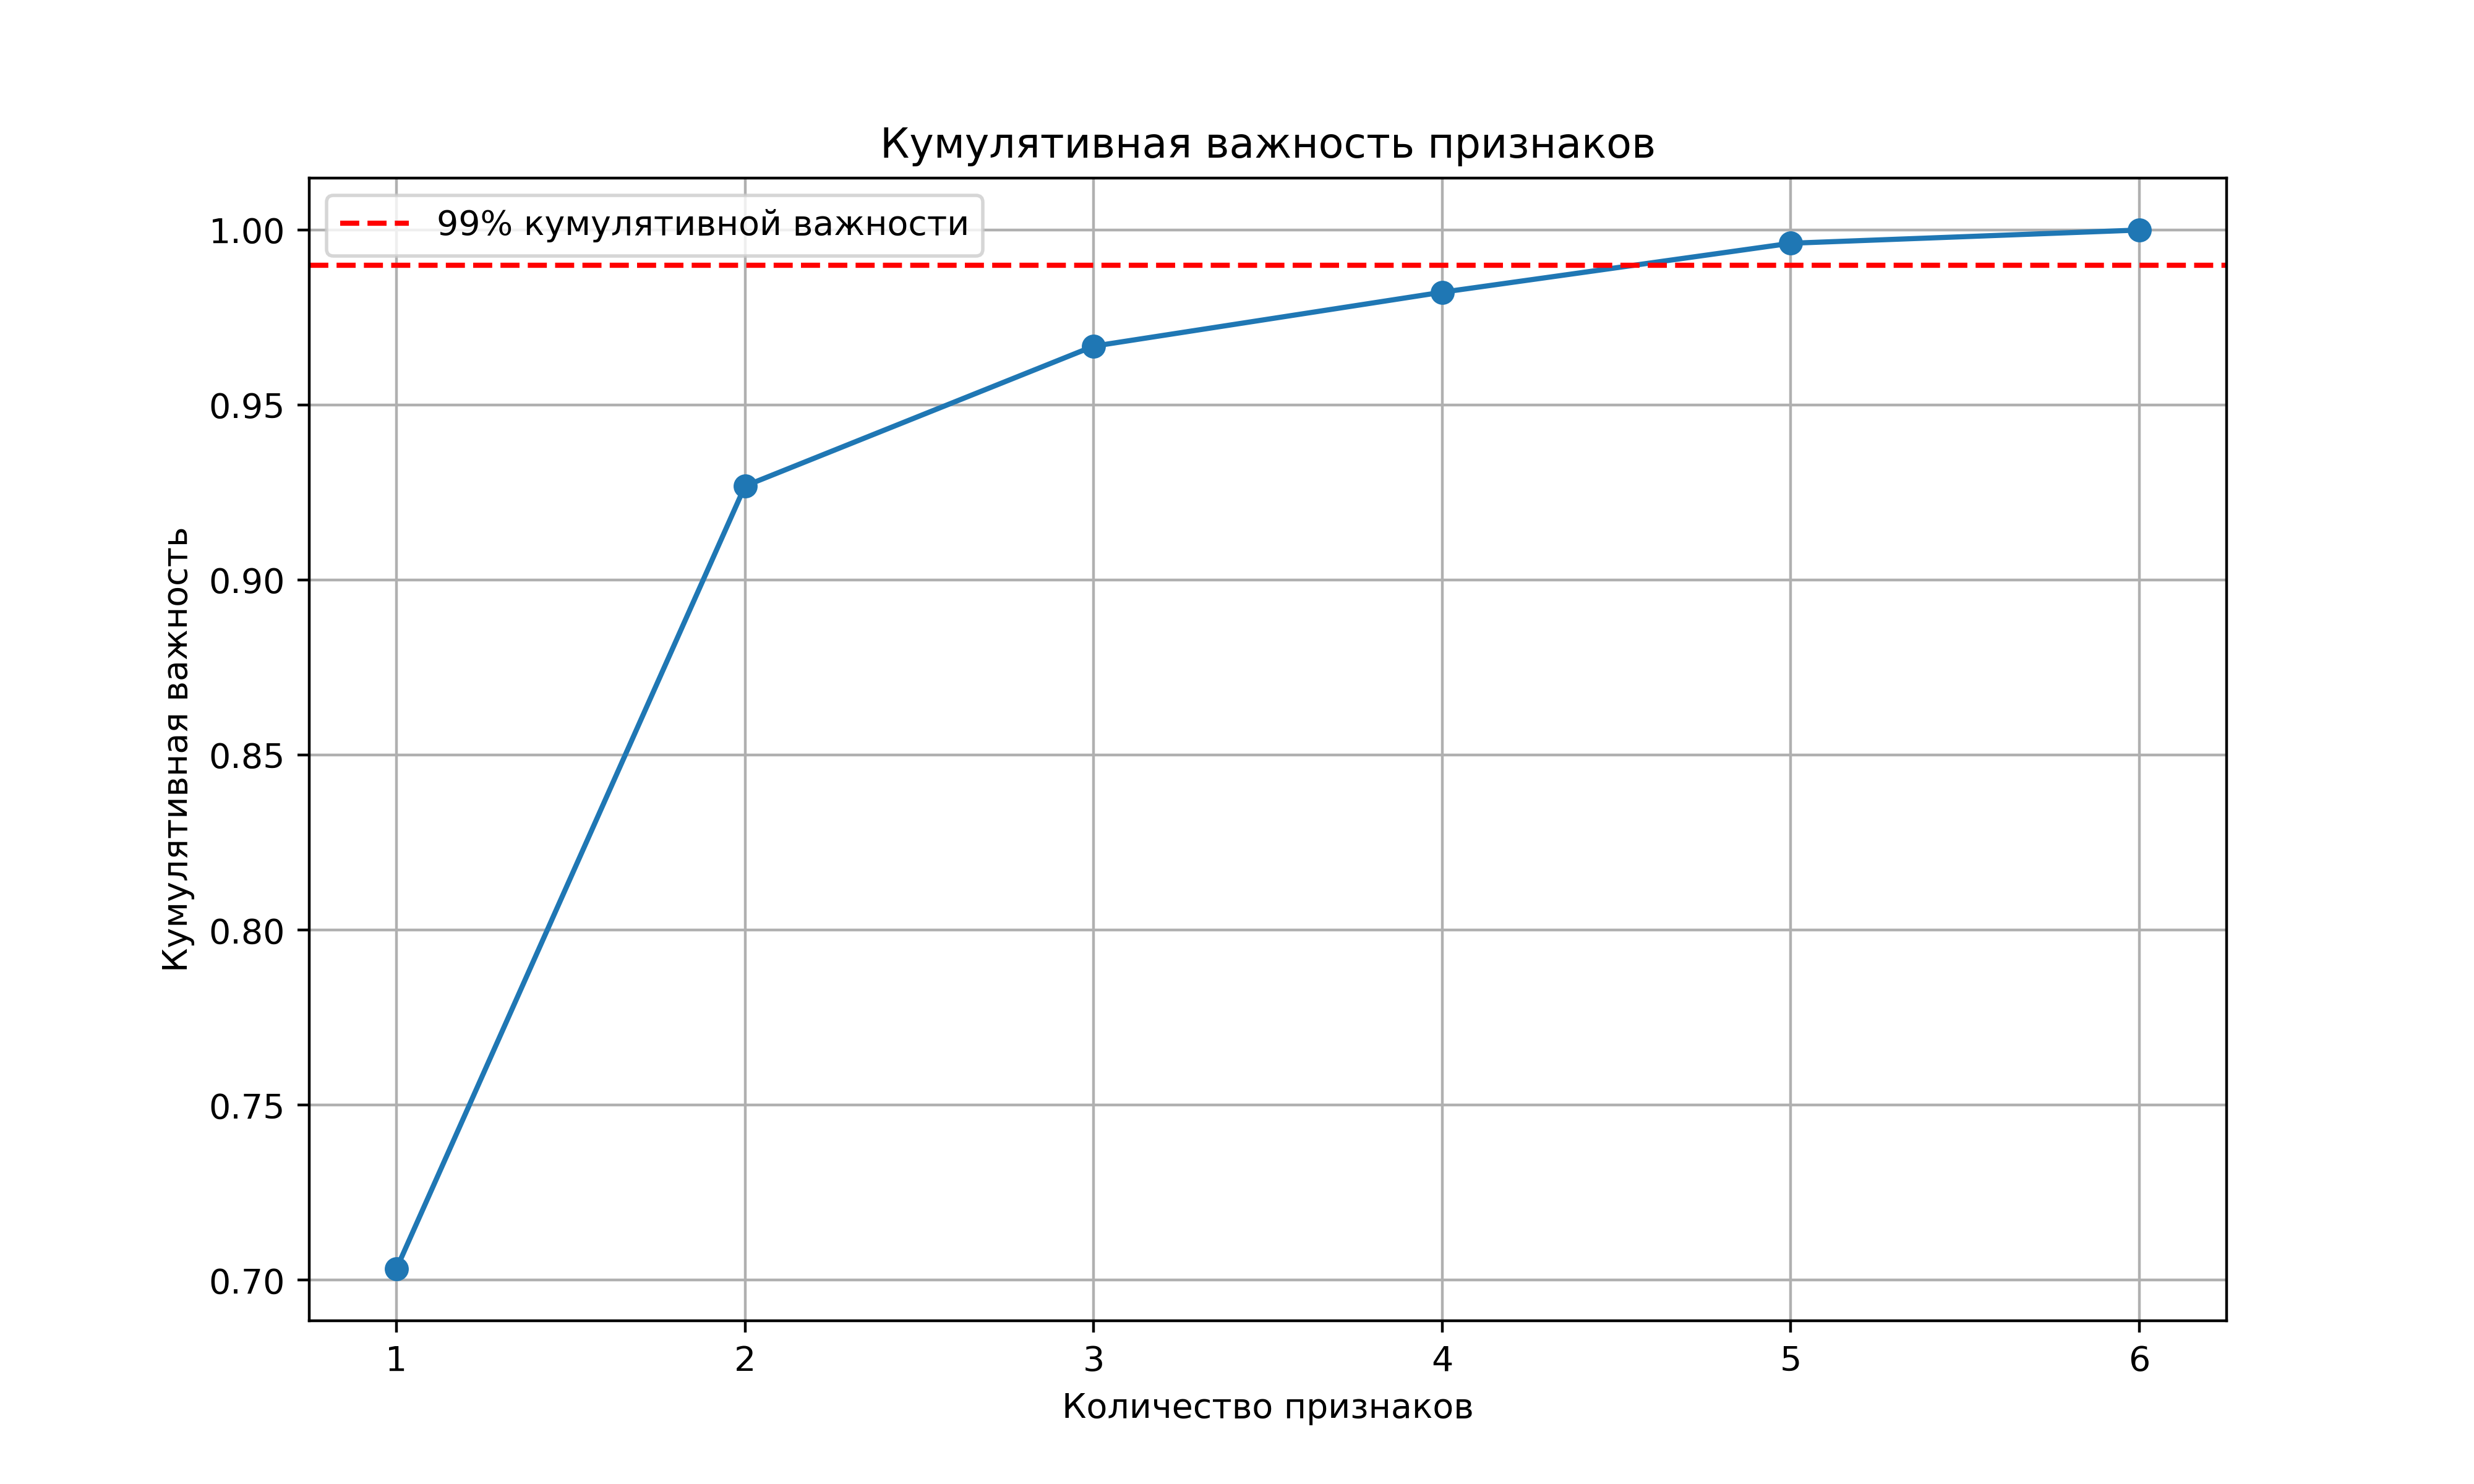 Кумулятивная важность признаков
99% кумулятивной важности
1.00
0.95
0.90
0.85
0.80
0.75
0.70
Кумулятивная важность
1 2 3 4 5 6
Количество признаков